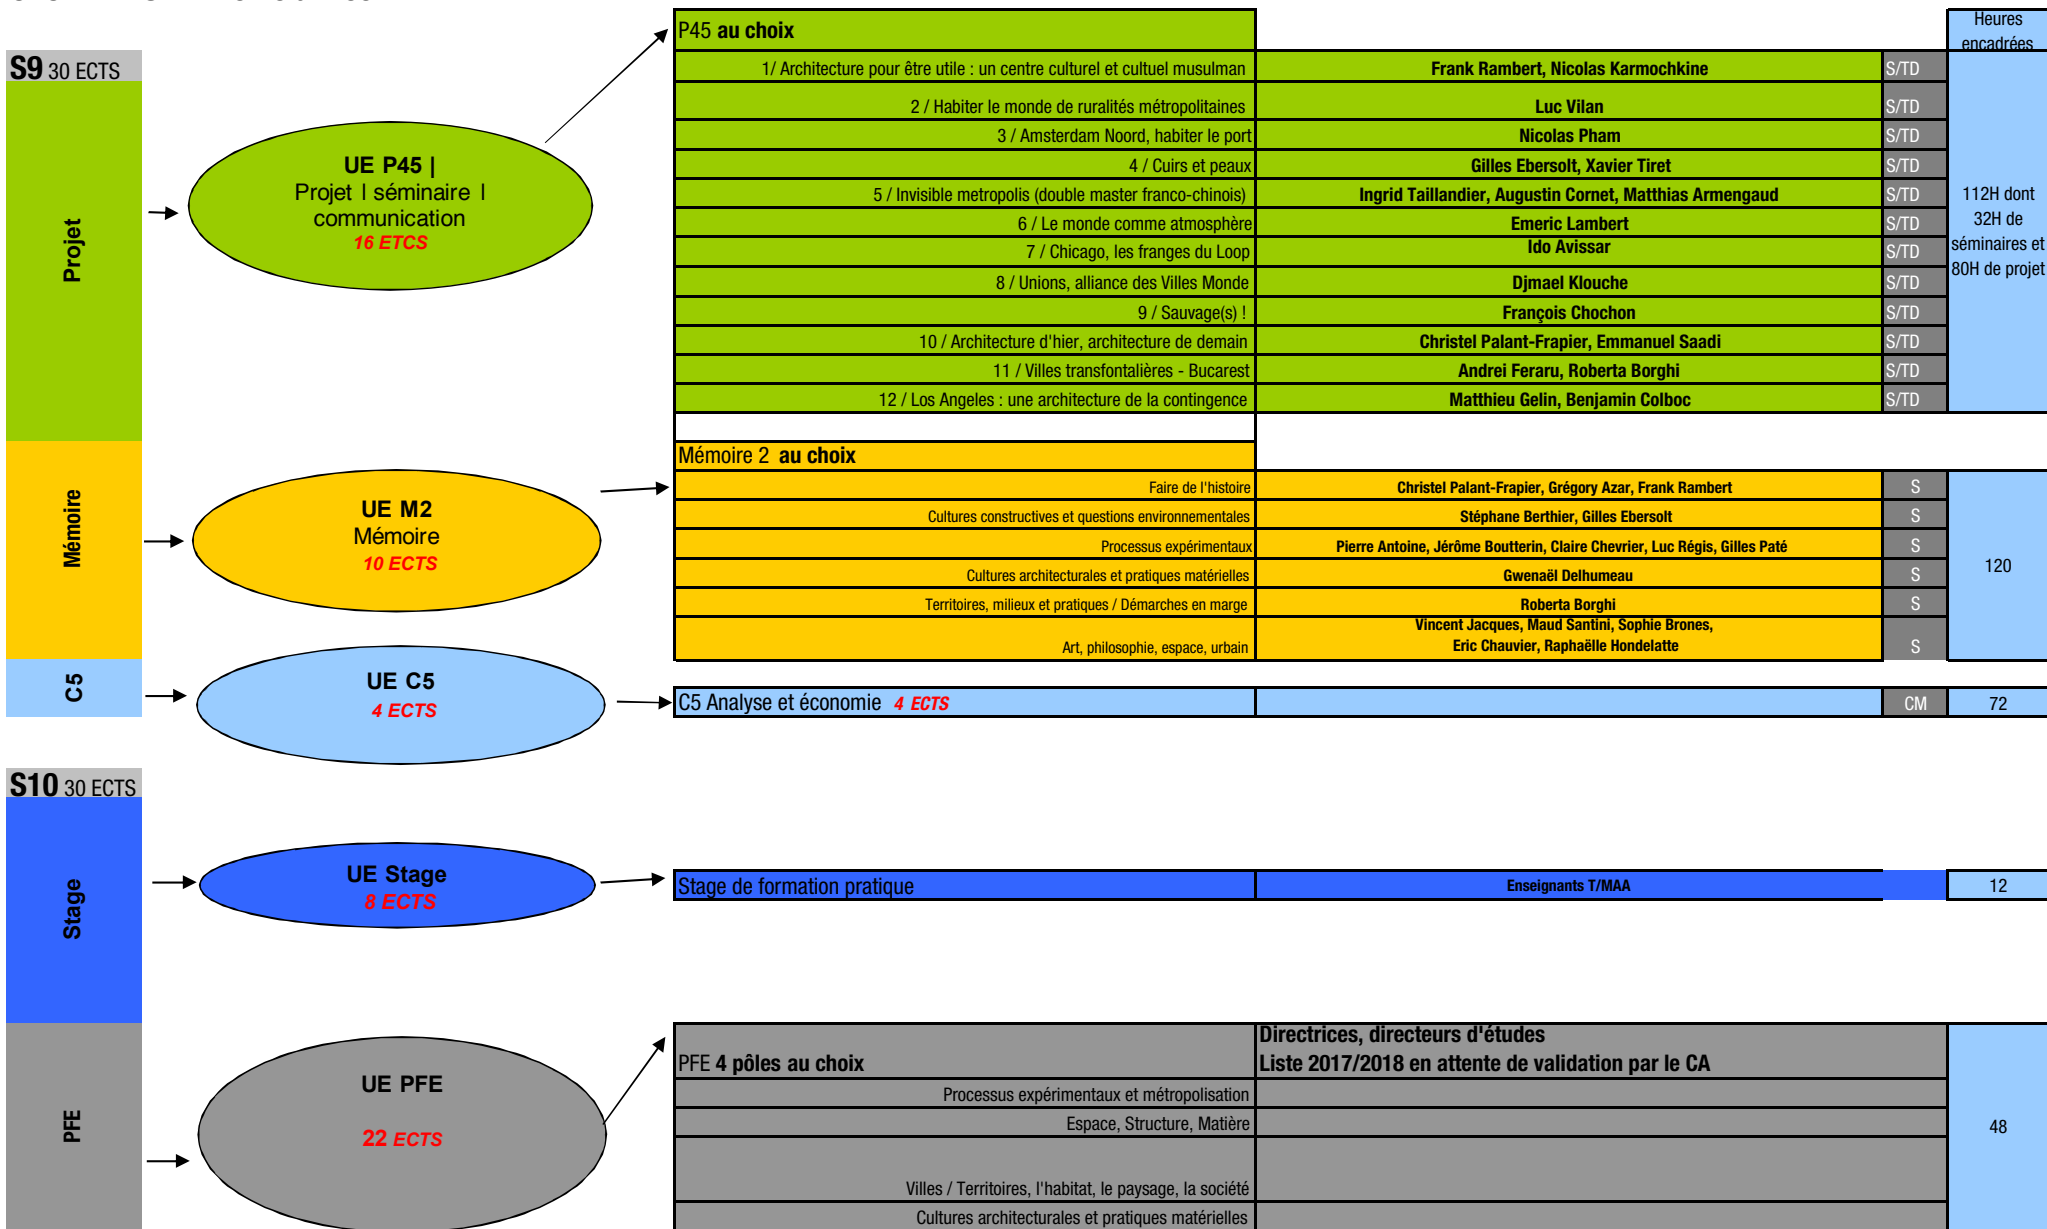 Heures
encadrées
P45 au choix
S9 30 ECTS
Projet
UE P45 |
Projet I séminaire I
communication
16 ETCS
1/ Architecture pour être utile : un centre culturel et cultuel musulman Frank Rambert, Nicolas Karmochkine S/TD
2 / Habiter le monde de ruralités métropolitaines Luc Vilan S/TD
3 / Amsterdam Noord, habiter le port Nicolas Pham S/TD
4 / Cuirs et peaux Gilles Ebersolt, Xavier Tiret S/TD
5 / Invisible metropolis (double master franco-chinois) Ingrid Taillandier, Augustin Cornet, Matthias Armengaud S/TD
6 / Le monde comme atmosphère Emeric Lambert S/TD
7 / Chicago, les franges du Loop Ido Avissar S/TD
8 / Unions, alliance des Villes Monde Djmael Klouche S/TD
9 / Sauvage(s) ! François Chochon S/TD
10 / Architecture d'hier, architecture de demain Christel Palant-Frapier, Emmanuel Saadi S/TD
11 / Villes transfontalières - Bucarest Andrei Feraru, Roberta Borghi S/TD
12 / Los Angeles : une architecture de la contingence Matthieu Gelin, Benjamin Colboc S/TD
112H dont
32H de
séminaires et
80H de projet
Mémoire
UE M2
Mémoire
10 ECTS
Mémoire 2 au choix
Faire de l'histoire Christel Palant-Frapier, Grégory Azar, Frank Rambert S
Cultures constructives et questions environnementales Stéphane Berthier, Gilles Ebersolt S
Processus expérimentaux Pierre Antoine, Jérôme Boutterin, Claire Chevrier, Luc Régis, Gilles Paté S
Cultures architecturales et pratiques matérielles Gwenaël Delhumeau S
Territoires, milieux et pratiques / Démarches en marge Roberta Borghi S
Vincent Jacques, Maud Santini, Sophie Brones,
Art, philosophie, espace, urbain Eric Chauvier, Raphaëlle Hondelatte S
120
C5
UE C5
4 ECTS
C5 Analyse et économie 4 ECTS CM 72
S10 30 ECTS
Stage
UE Stage
8 ECTS
Stage de formation pratique Enseignants T/MAA 12
PFE
UE PFE
22 ECTS
Directrices, directeurs d'études
PFE 4 pôles au choix Liste 2017/2018 en attente de validation par le CA
Processus expérimentaux et métropolisation
Espace, Structure, Matière
Villes / Territoires, l'habitat, le paysage, la société
Cultures architecturales et pratiques matérielles
48